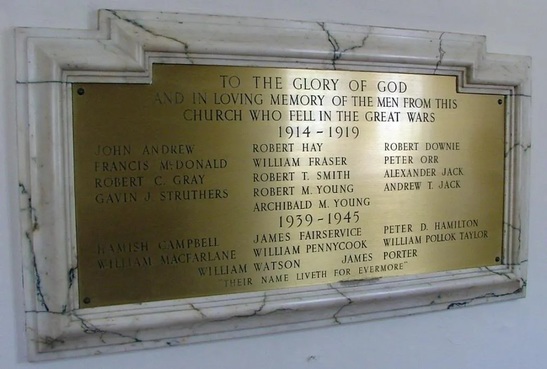 TO THE GLORY OF GOD
AND IN LOVING MEMORY OF THE MEN FROM THIS
CHURCH WHO FELL IN THE GREAT WARS
1914-1919
JOHN ANDREW
FRANCIS McDONALD
ROBERT C. GRAY
GAVIN J. STRUTHERS
ROBERT HAY
WILLIAM FRASER
ROBERT T. SMITH
ROBERT M. YOUNG
ARCHIBALD M. YOUNG
ROBERT DOWNIE
PETER ORR
ALEXANDER JACK
ANDREW T. JACK
1939-1945
HAMISH CAMPBELL
WILLIAM MACFARLANE
JAMES FAIRSERVICE
WILLIAM PENNYCOOK
PETER D. HAMILTON
WILLIAM POLLOK TAYLOR
WILLIAM WATSON JAMES PORTER
"THEIR NAME LIVETH FOR EVERMORE"